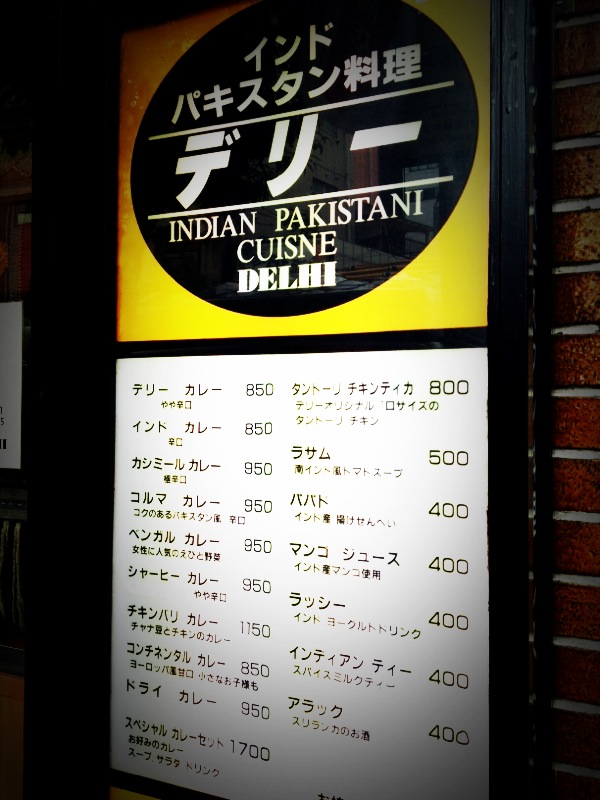 インド
パキスタン料理
デリー
INDIAN PAKISTANI
CUISNE
DELHI
デリー カレー 850
やや辛口
インド カレー 850
辛口
カシミール カレー 950
極辛口
コルマ カレー 950
コクのあるパキスタン風 辛口
ベンガル カレー 950
女性に人気のえひと野菜
シャーヒー カレー 950
やや辛口
チキンバリ カレー 1150
チャナ豆とチキンのカレー
コンチネンタル カレー 850
ヨーロッパ風甘口 小さなお子様も
ドライ カレー 950
スペシャル カレーセット 1700
お好みのカレー
スープ.サラタ ドリンク
タントーリ チキンティカ 800
デリーオリジナル 一口サイズの
タントーリ チキン
ラサム 500
南インド風トマトスープ
パパト 400
インド産 揚けせんへい
マンコ ジュース 400
インド産マンコ使用
ラッシー 400
インド ヨークルトドリンク
インティアン ティー 400
スパイスミルクティー
アラック 400
スリランカのお酒